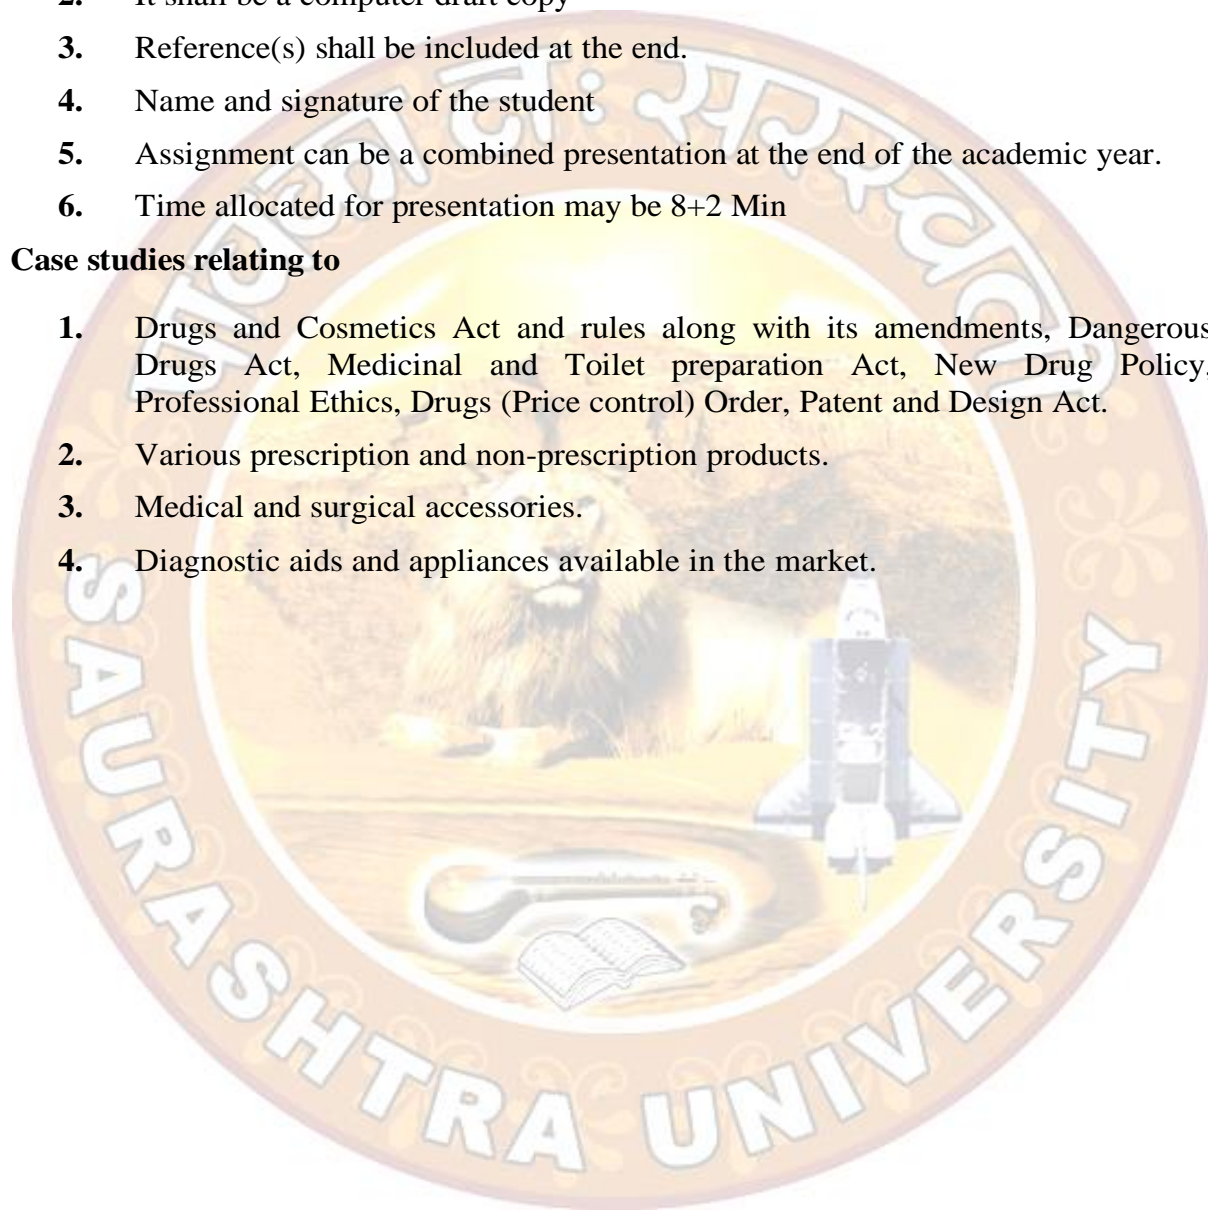 2. It shall be a computer draft copy
3. Reference(s) shall be included at the end.
4. Name and signature of the student
5. Assignment can be a combined presentation at the end of the academic year.
6. Time allocated for presentation may be 8+2 Min
Case studies relating to
1. Drugs and Cosmetics Act and rules along with its amendments, Dangerous
Drugs Act, Medicinal and Toilet preparation Act, New Drug Policy,
Professional Ethics, Drugs (Price control) Order, Patent and Design Act.
2. Various prescription and non-prescription products.
3. Medical and surgical accessories.
4. Diagnostic aids and appliances available in the market.
पावका नः सरस्वती
SAURASHTRA UNIVERSITY